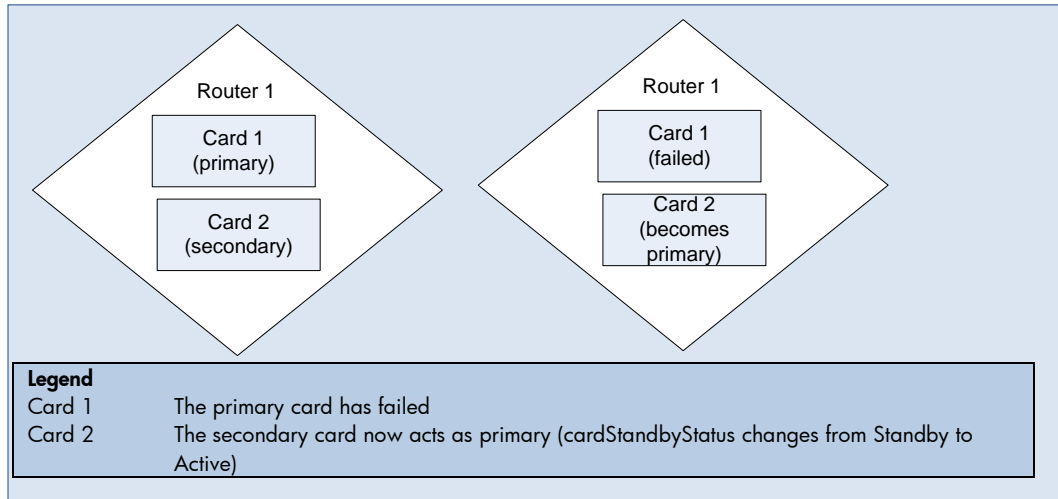 Router 1
Card 1
(primary)
Card 2
(secondary)
Router 1
Card 1
(failed)
Card 2
(becomes
primary)
Legend
Card 1 The primary card has failed
Card 2 The secondary card now acts as primary (cardStandbyStatus changes from Standby to
Active)